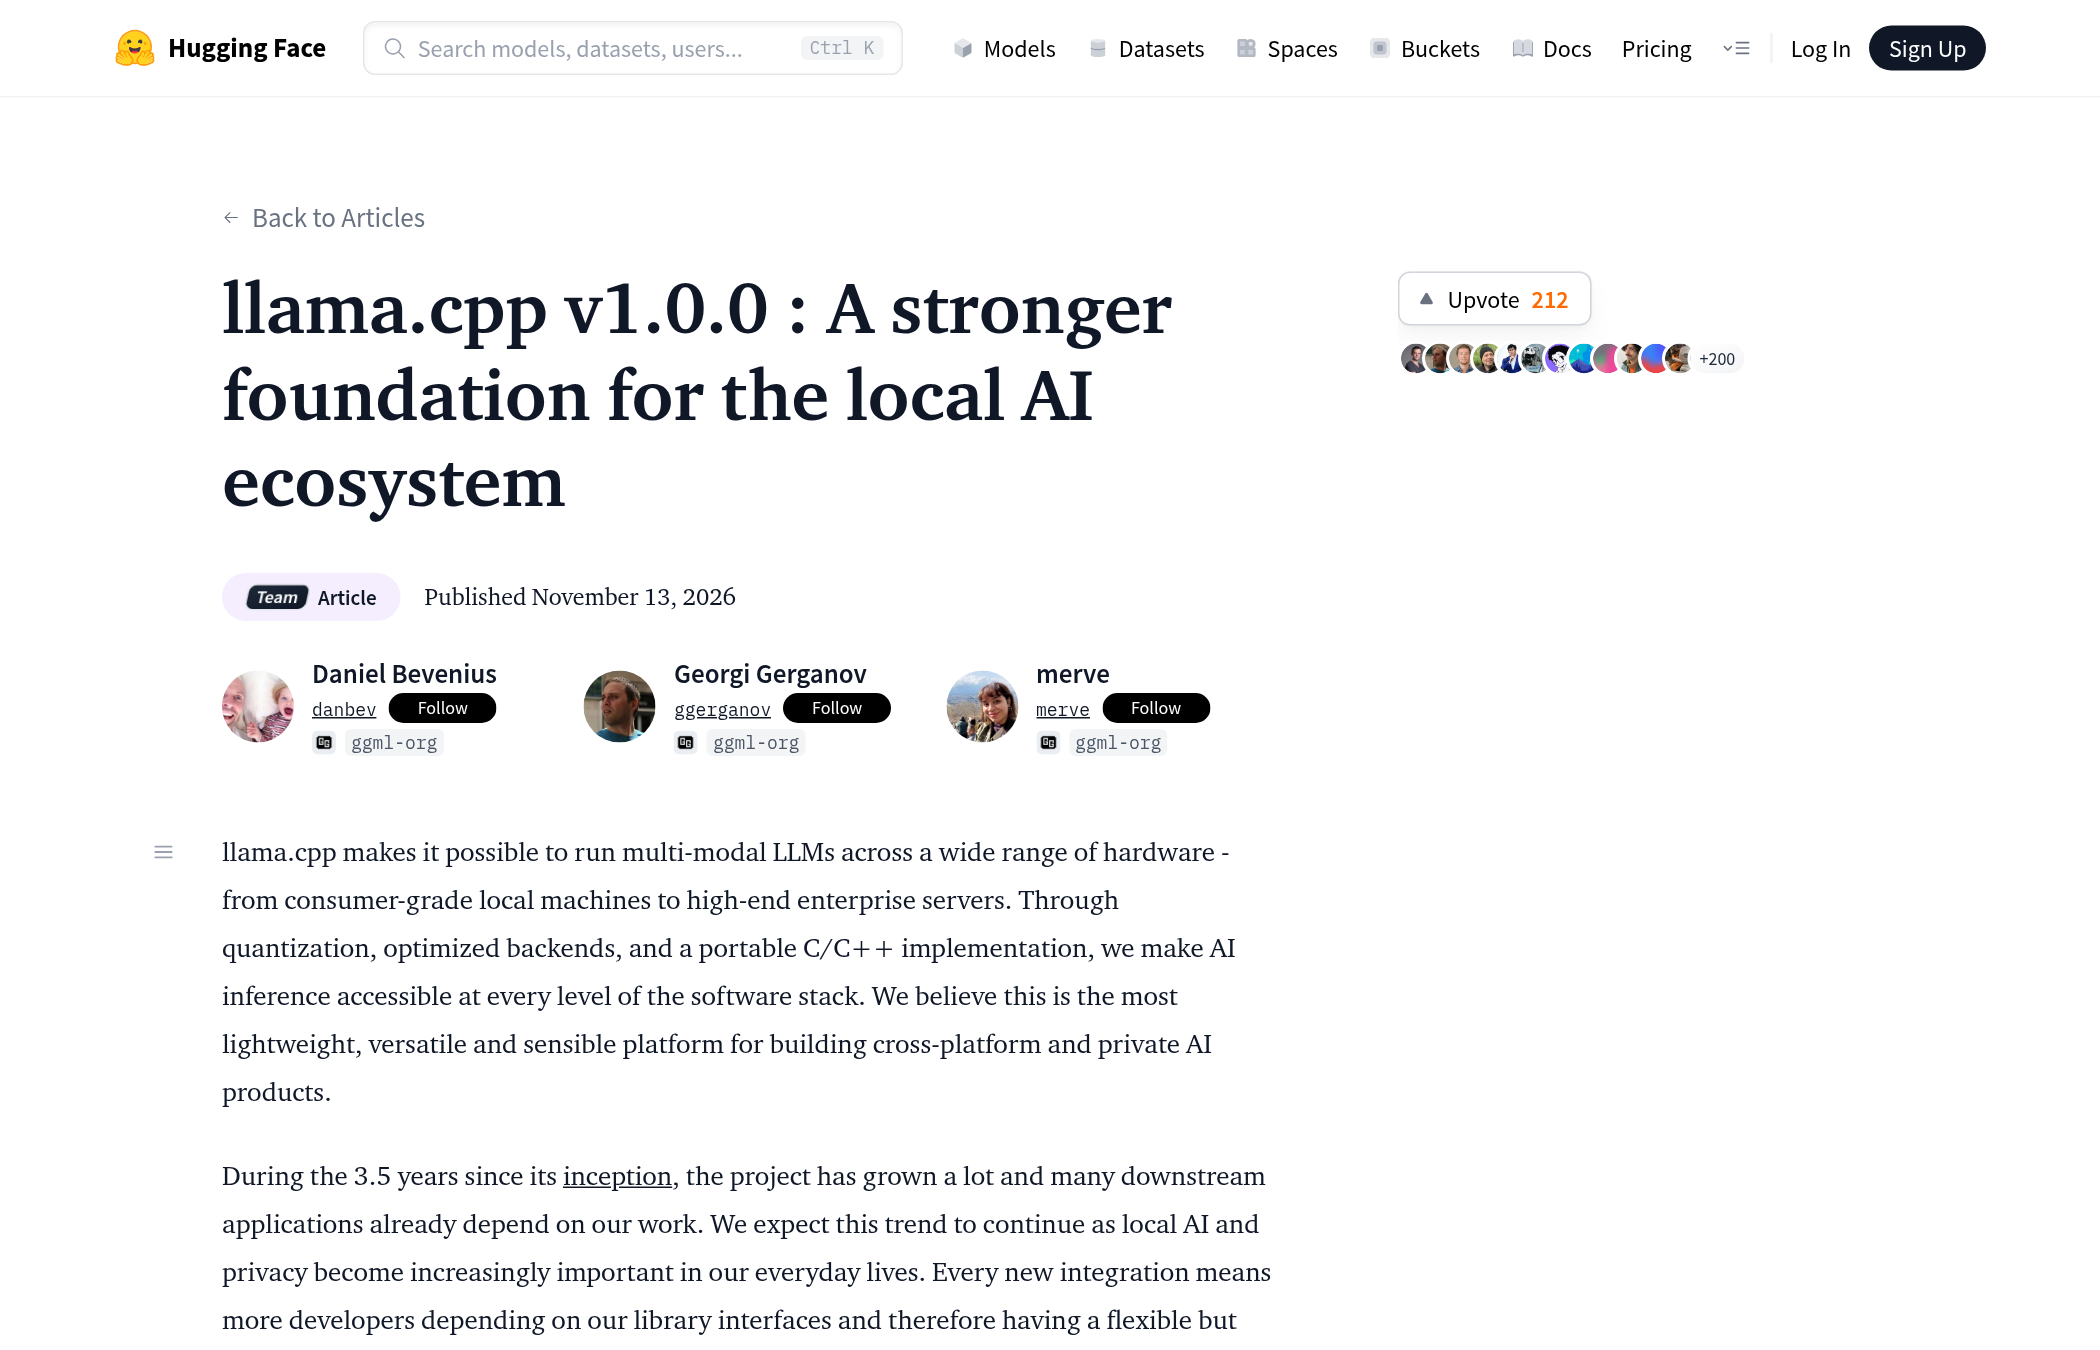 Hugging Face
Search models, datasets, users...
Ctrl K
Models
Datasets
Spaces
Buckets
Docs
Pricing
Log In
Sign Up
Back to Articles
llama.cpp v1.0.0 : A stronger
foundation for the local AI
ecosystem
Upvote 212
+200
Team Article
Published November 13, 2026
Daniel Bevenius
danbev
Follow
ggml-org
Georgi Gerganov
ggerganov
Follow
ggml-org
merve
merve
Follow
ggml-org
llama.cpp makes it possible to run multi-modal LLMs across a wide range of hardware -
from consumer-grade local machines to high-end enterprise servers. Through
quantization, optimized backends, and a portable C/C++ implementation, we make AI
inference accessible at every level of the software stack. We believe this is the most
lightweight, versatile and sensible platform for building cross-platform and private AI
products.
During the 3.5 years since its inception, the project has grown a lot and many downstream
applications already depend on our work. We expect this trend to continue as local AI and
privacy become increasingly important in our everyday lives. Every new integration means
more developers depending on our library interfaces and therefore having a flexible but